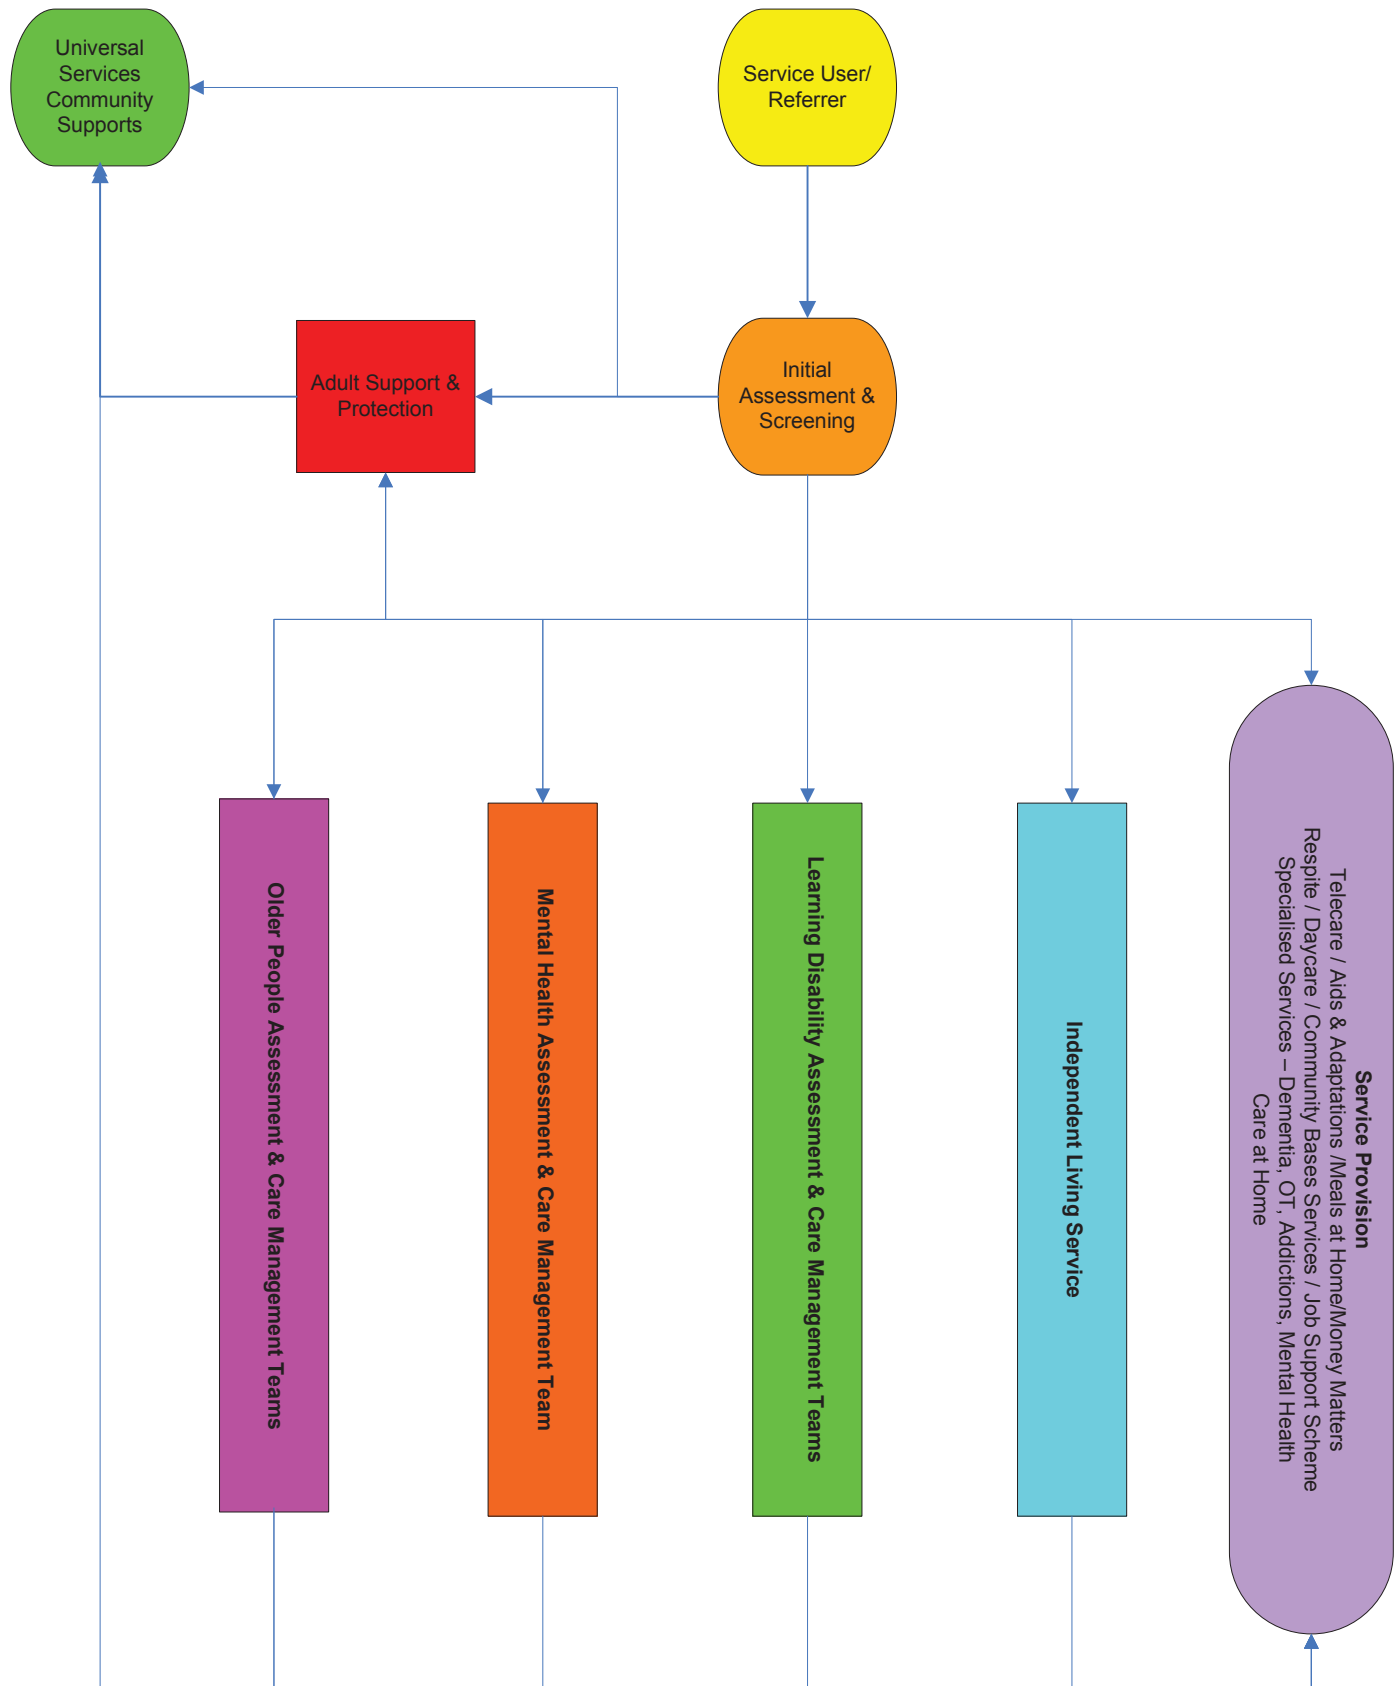 Universal
Services
Community
Supports
Service User/
Referrer
Adult Support &
Protection
Initial
Assessment &
Screening
Older People Assessment & Care Management Teams
Mental Health Assessment & Care Management Team
Learning Disability Assessment & Care Management Teams
Independent Living Service
Service Provision
Telecare / Aids & Adaptations /Meals at Home/Money Matters
Respite / Daycare / Community Bases Services / Job Support Scheme
Specialised Services – Dementia, OT, Addictions, Mental Health
Care at Home